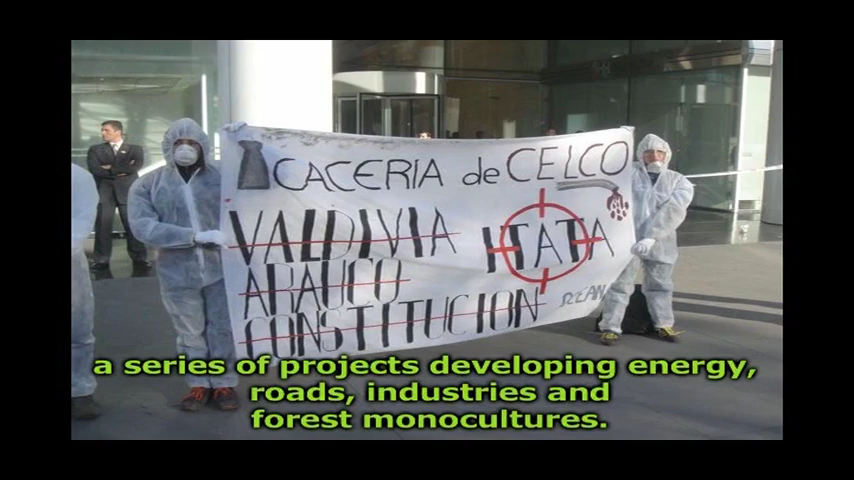 CACERIA de CELCO
VALDIVIA ITATA
ARAUCO
CONSTITUCION
a series of projects developing energy,
roads, industries and
forest monocultures.